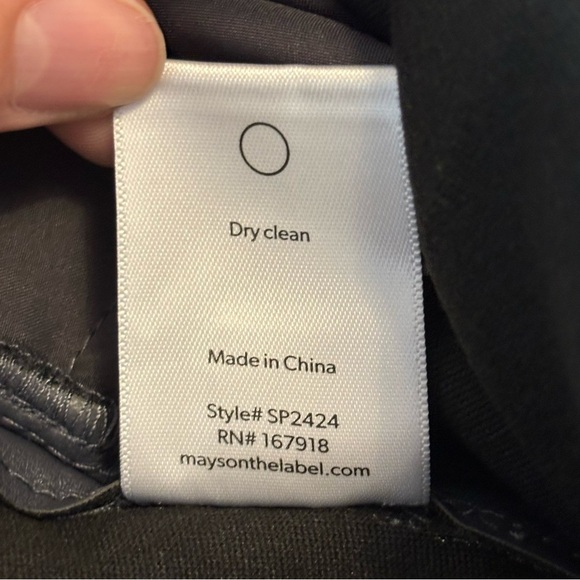 Dry clean
Made in China
Style# SP2424
RN# 167918
maysonthelabel.com